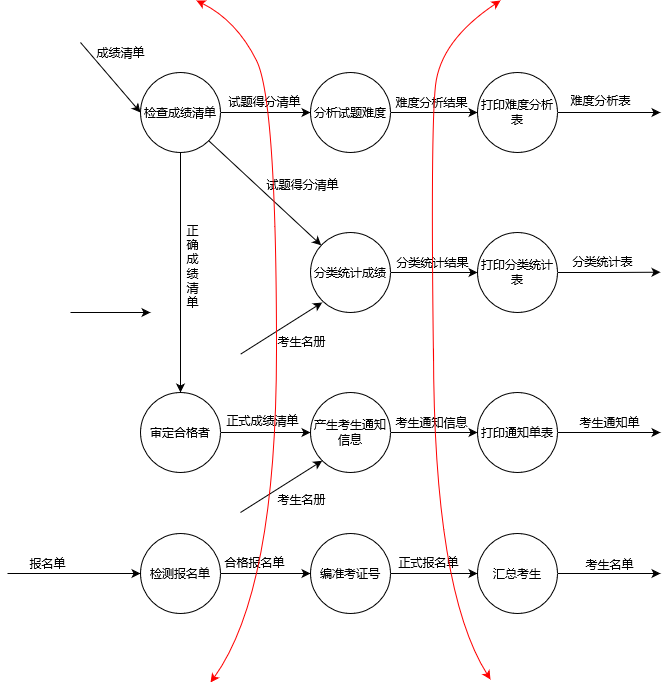 成绩清单
检查成绩清单
试题得分清单
分析试题难度
难度分析结果
打印难度分析
表
难度分析表
试题得分清单
正
确
成
绩
清
单
分类统计成绩
分类统计结果
打印分类统计
表
分类统计表
考生名册
审定合格者
正式成绩清单
产生考生通知
信息
考生通知信息
打印通知单表
考生通知单
考生名册
报名单
检测报名单
合格报名单
编准考证号
正式报名单
汇总考生
考生名单